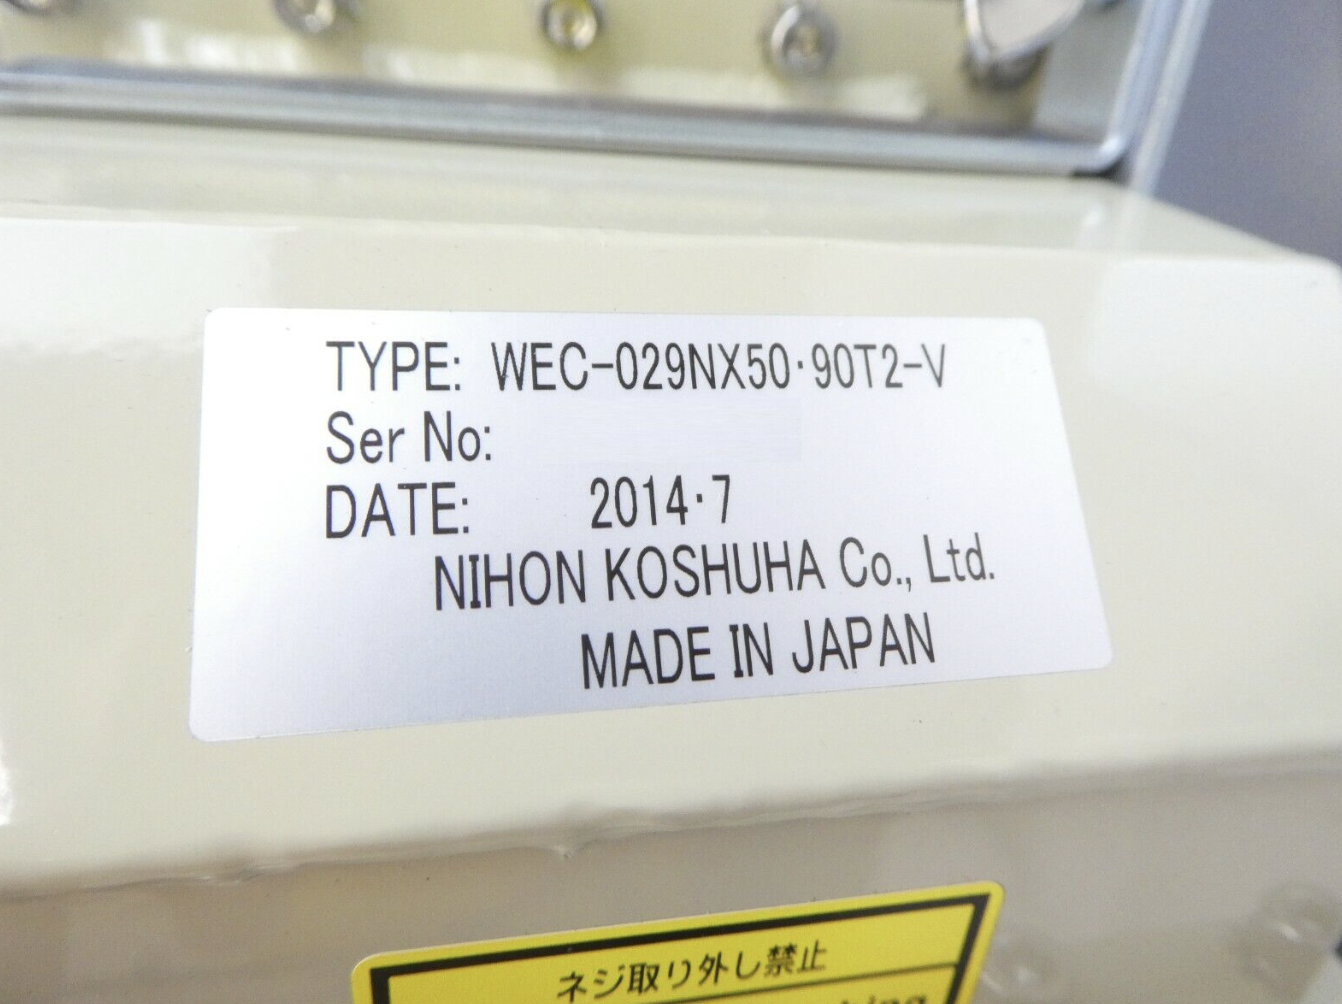 TYPE: WEC-029NX50·90T2-V
Ser No:
DATE: 2014·7
NIHON KOSHUHA Co., Ltd.
MADE IN JAPAN
ネジ取り外し禁止